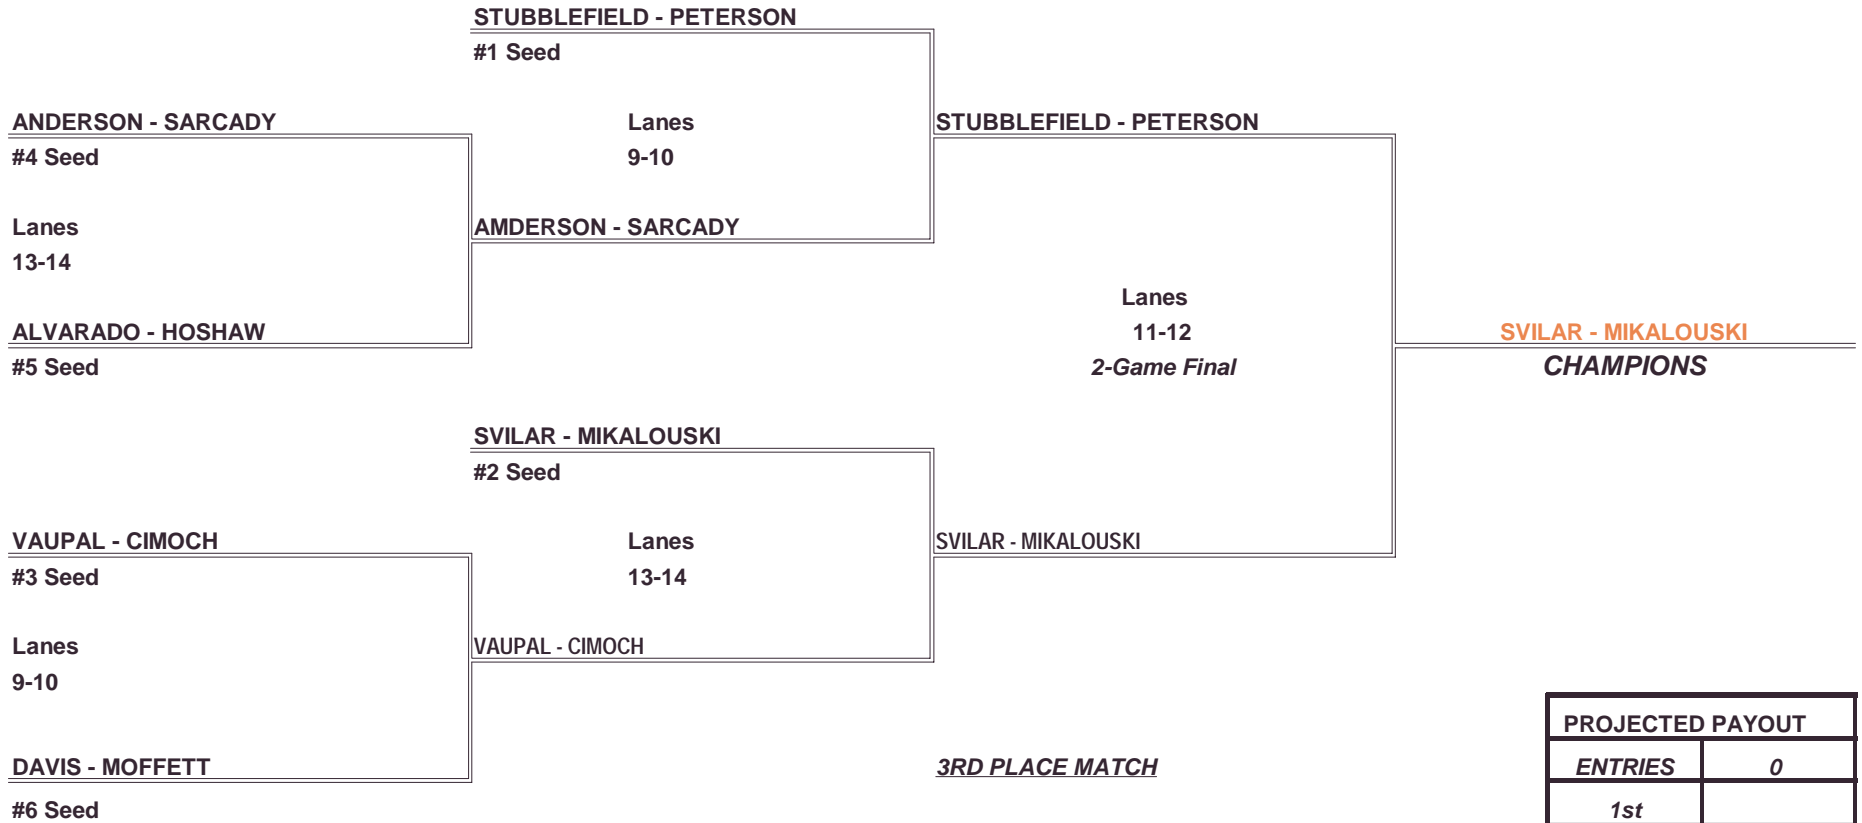 STUBBLEFIELD - PETERSON
#1 Seed
ANDERSON - SARCADY
Lanes
STUBBLEFIELD - PETERSON
#4 Seed
9-10
Lanes
AMDERSON - SARCADY
13-14
Lanes
ALVARADO - HOSHAW
11-12
SVILAR - MIKALOUSKI
#5 Seed
2-Game Final
CHAMPIONS
SVILAR - MIKALOUSKI
#2 Seed
VAUPAL - CIMOCH
Lanes
SVILAR - MIKALOUSKI
#3 Seed
13-14
Lanes
VAUPAL - CIMOCH
9-10
PROJECTED PAYOUT
DAVIS - MOFFETT
3RD PLACE MATCH
ENTRIES 0
#6 Seed
1st